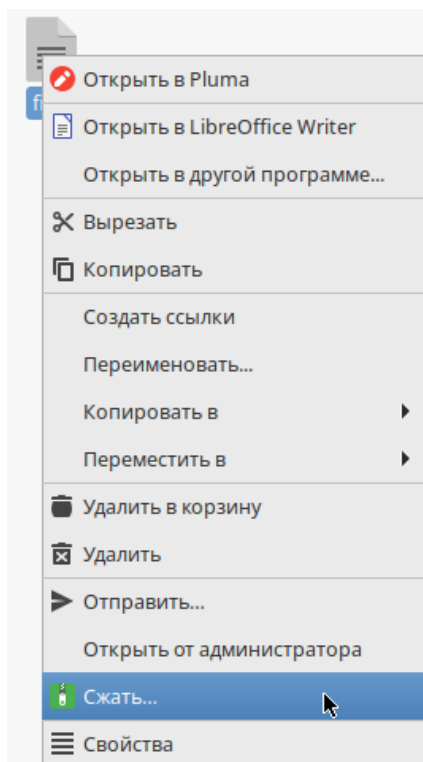 Открыть в Pluma
Открыть в LibreOffice Writer
Открыть в другой программе...
Вырезать
Копировать
Создать ссылки
Переименовать...
Копировать в
Переместить в
Удалить в корзину
Удалить
Отправить...
Открыть от администратора
Сжать...
Свойства